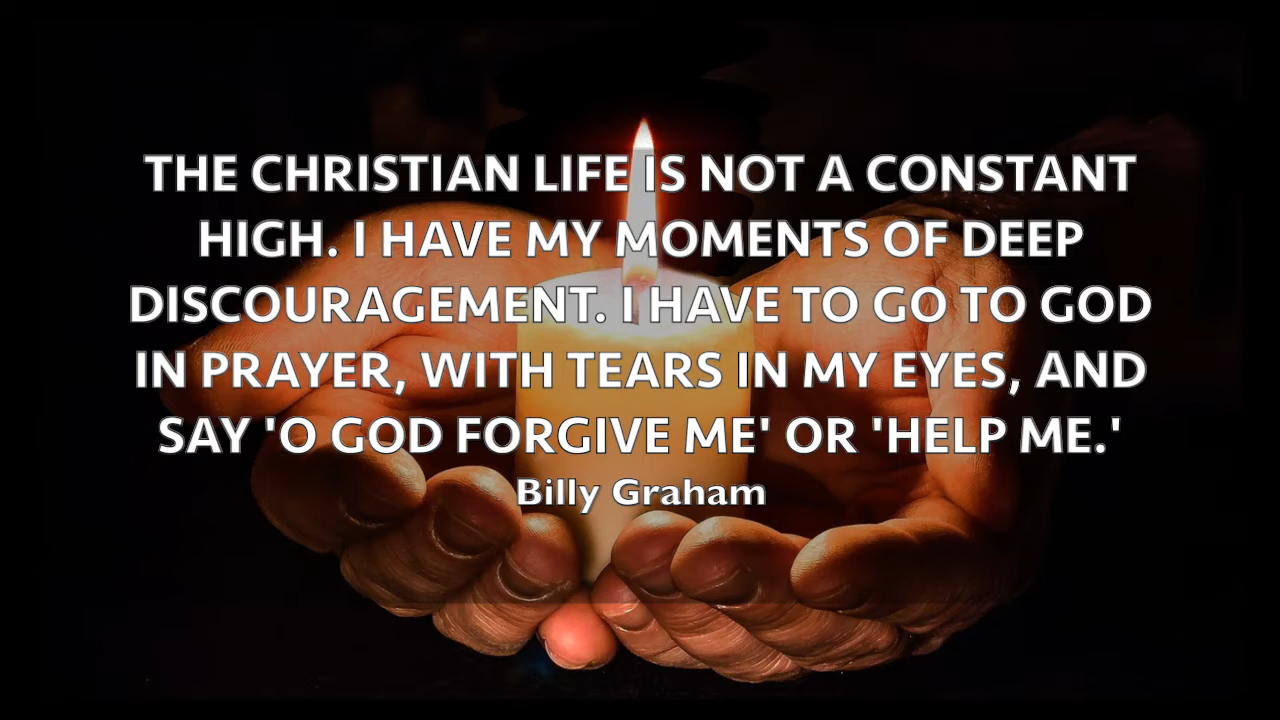 THE CHRISTIAN LIFE IS NOT A CONSTANT
HIGH. I HAVE MY MOMENTS OF DEEP
DISCOURAGEMENT. I HAVE TO GO TO GOD
IN PRAYER, WITH TEARS IN MY EYES, AND
SAY 'O GOD FORGIVE ME' OR 'HELP ME.'
Billy Graham